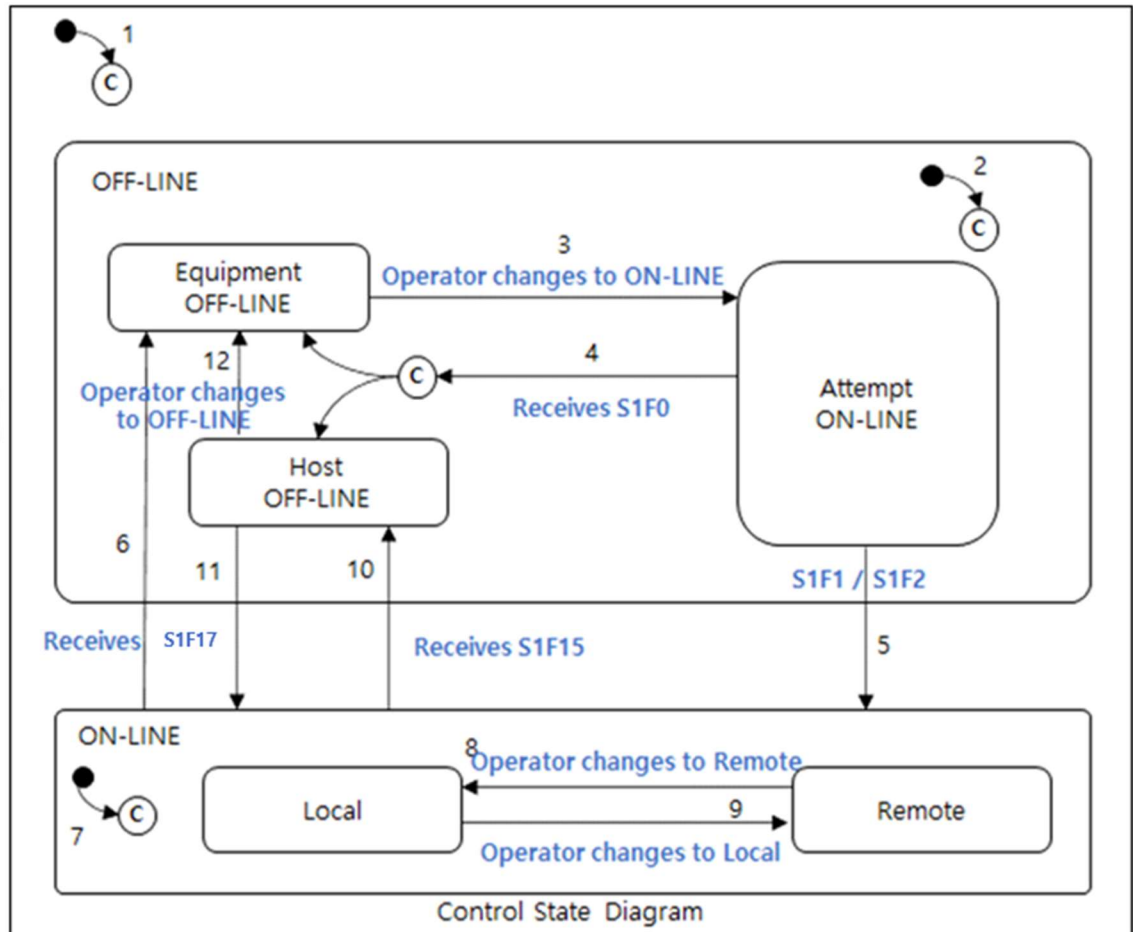 1
C
OFF-LINE
2
C
Equipment
OFF-LINE
3
Operator changes to ON-LINE
12
Operator changes
to OFF-LINE
C
4
Receives S1F0
Attempt
ON-LINE
Host
OFF-LINE
6
11
10
S1F1 / S1F2
Receives S1F17
Receives S1F15
5
ON-LINE
7
C
Local
8
Operator changes to Remote
9
Operator changes to Local
Remote
Control State Diagram